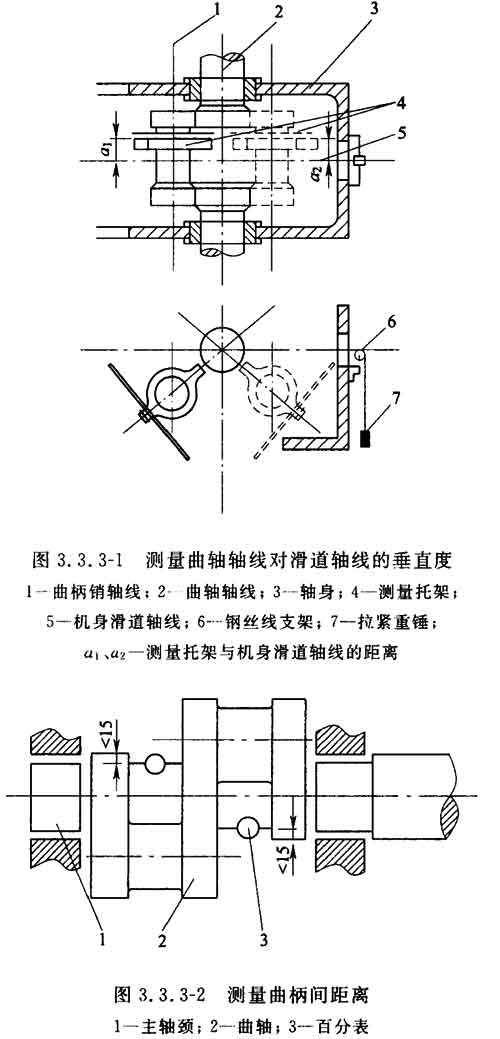 1
2
3
4
5
a₁
a₂
6
7
图 3.3.3-1 测量曲轴轴线对滑道轴线的垂直度
1—曲柄销轴线；2—曲轴轴线；3—轴身；4—测量托架；
5—机身滑道轴线；6—钢丝线支架；7—拉紧重锤；
a₁、a₂—测量托架与机身滑道轴线的距离
<15
<15
1
2
3
图 3.3.3-2 测量曲柄间距离
1—主轴颈；2—曲轴；3—百分表